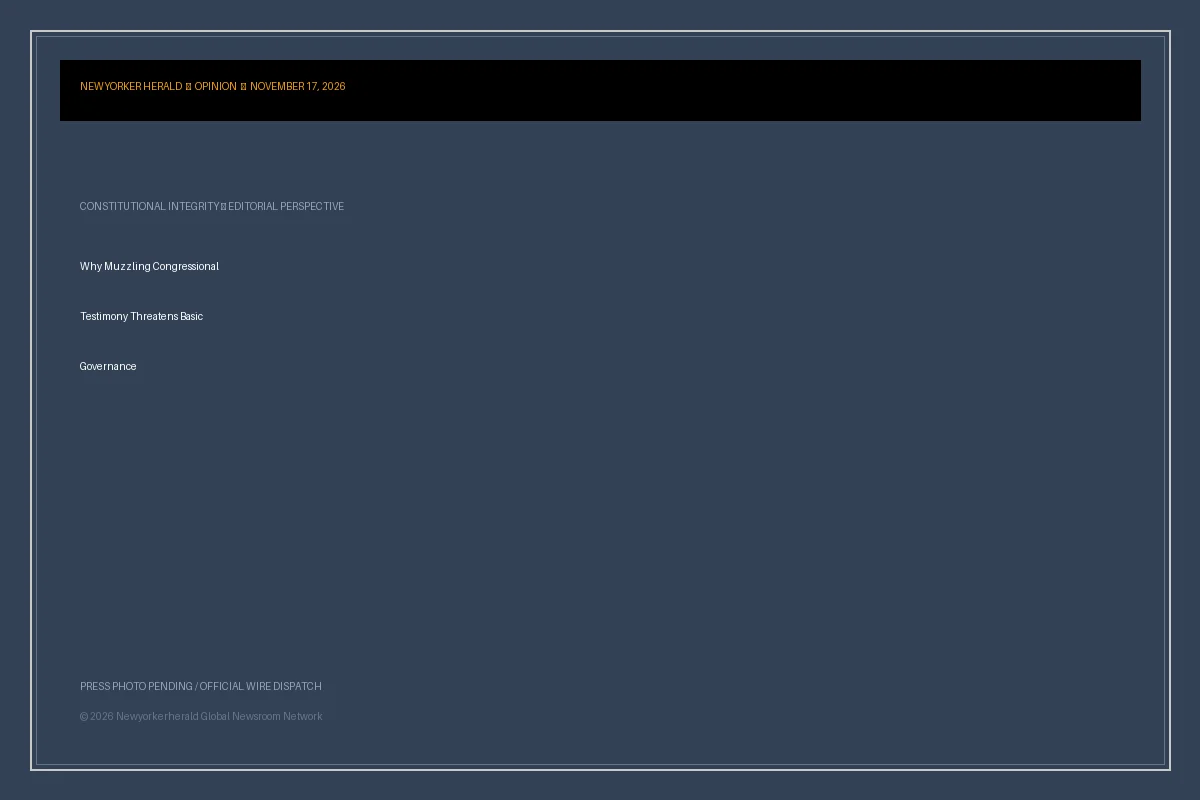 NEWYORKER HERALD ▯ OPINION ▯ NOVEMBER 17, 2026
CONSTITUTIONAL INTEGRITY ▯ EDITORIAL PERSPECTIVE
Why Muzzling Congressional
Testimony Threatens Basic
Governance
PRESS PHOTO PENDING / OFFICIAL WIRE DISPATCH
© 2026 Newyorkerherald Global Newsroom Network